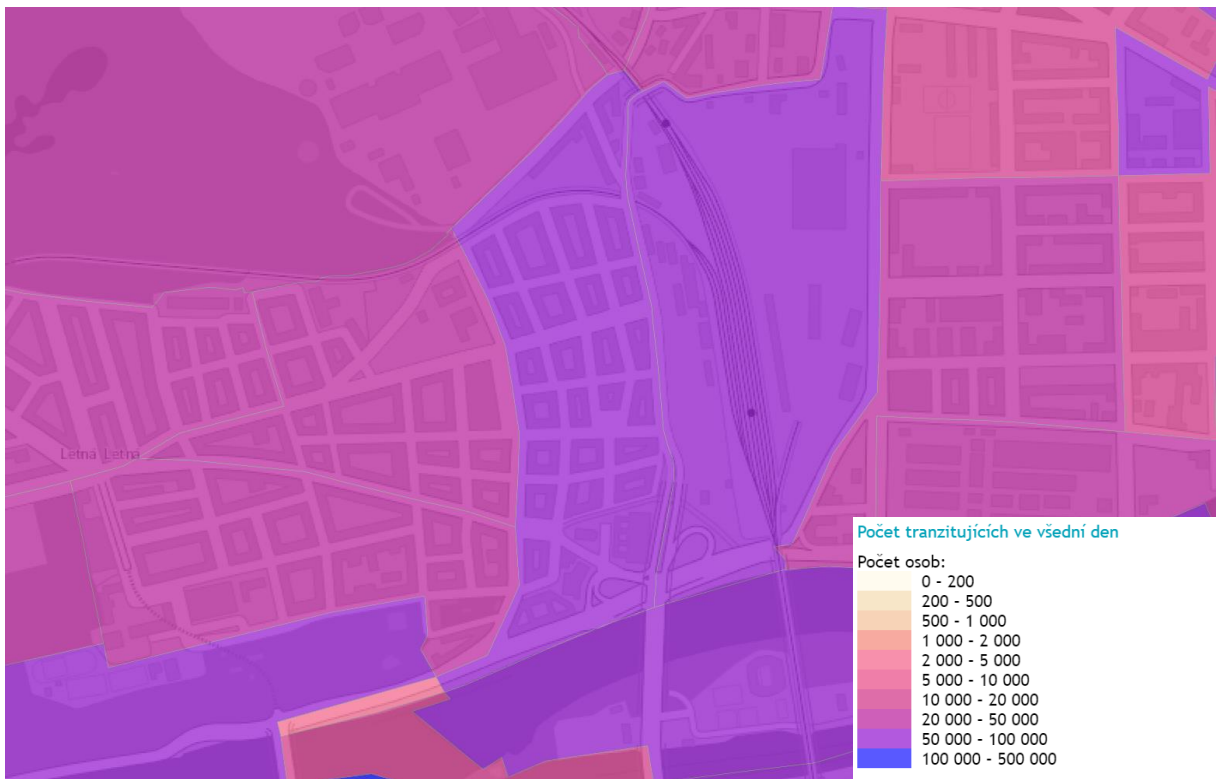 Letná Letná
Počet tranzitujících ve všední den
Počet osob:
0 - 200
200 - 500
500 - 1 000
1 000 - 2 000
2 000 - 5 000
5 000 - 10 000
10 000 - 20 000
20 000 - 50 000
50 000 - 100 000
100 000 - 500 000